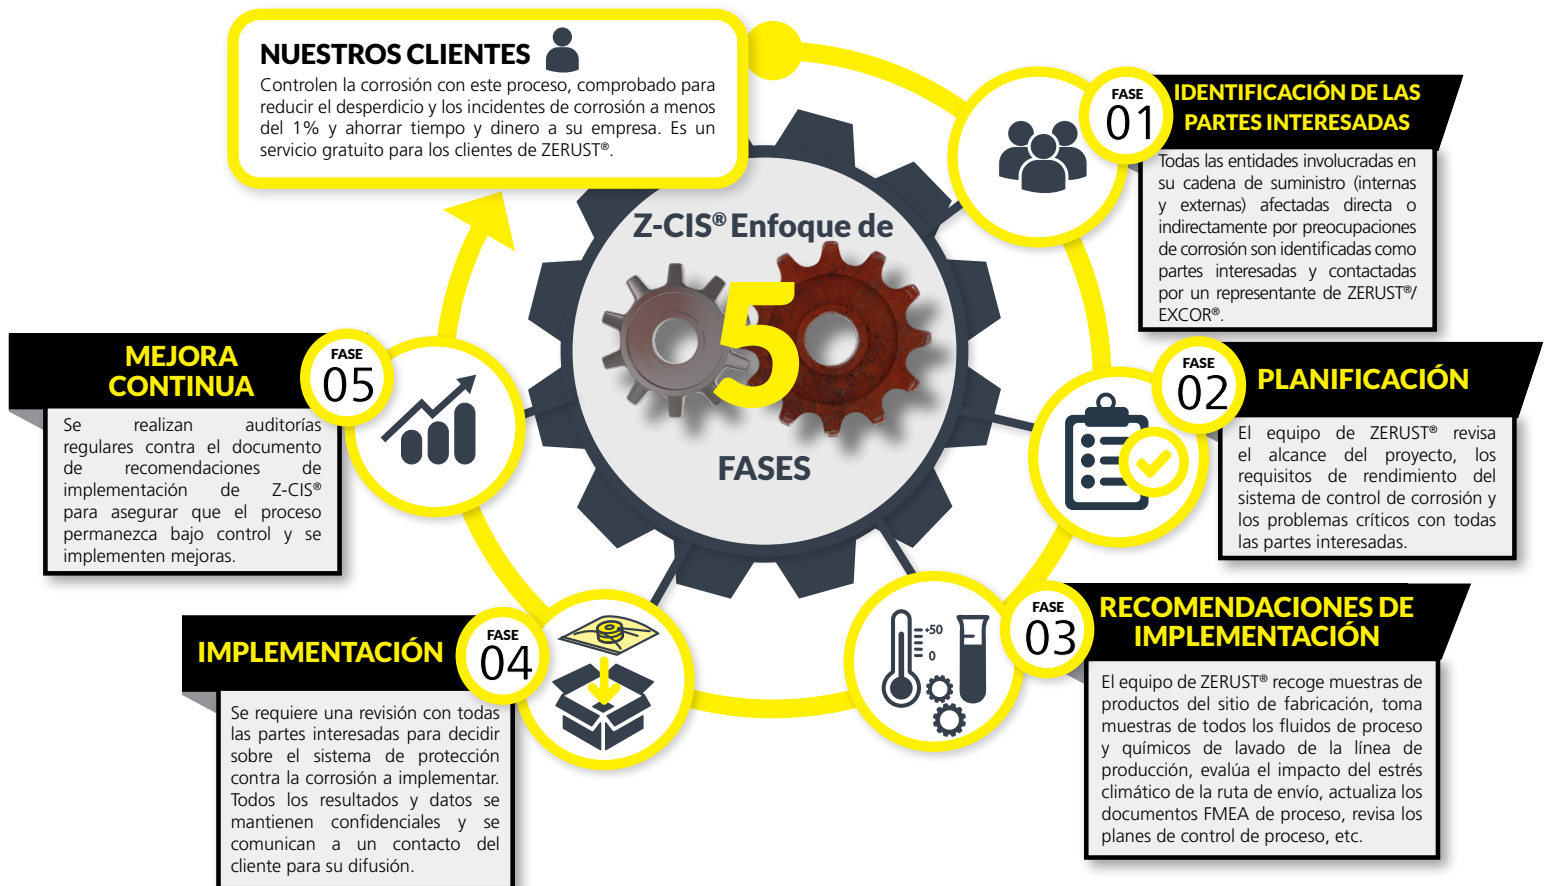 NUESTROS CLIENTES
Controlen la corrosión con este proceso, comprobado para
reducir el desperdicio y los incidentes de corrosión a menos
del 1% y ahorrar tiempo y dinero a su empresa. Es un
servicio gratuito para los clientes de ZERUST®.
Z-CIS® Enfoque de
5
FASES
FASE
01
IDENTIFICACIÓN DE LAS
PARTES INTERESADAS
Todas las entidades involucradas en
su cadena de suministro (internas
y externas) afectadas directa o
indirectamente por preocupaciones
de corrosión son identificadas como
partes interesadas y contactadas
por un representante de ZERUST®/
EXCOR®.
FASE
02
PLANIFICACIÓN
El equipo de ZERUST® revisa
el alcance del proyecto, los
requisitos de rendimiento del
sistema de control de corrosión y
los problemas críticos con todas
las partes interesadas.
FASE
03
RECOMENDACIONES DE
IMPLEMENTACIÓN
El equipo de ZERUST® recoge muestras de
productos del sitio de fabricación, toma
muestras de todos los fluidos de proceso
y químicos de lavado de la línea de
producción, evalúa el impacto del estrés
climático de la ruta de envío, actualiza los
documentos FMEA de proceso, revisa los
planes de control de proceso, etc.
+50
0
FASE
04
IMPLEMENTACIÓN
Se requiere una revisión con todas
las partes interesadas para decidir
sobre el sistema de protección
contra la corrosión a implementar.
Todos los resultados y datos se
mantienen confidenciales y se
comunican a un contacto del
cliente para su difusión.
FASE
05
MEJORA
CONTINUA
Se realizan auditorías
regulares contra el documento
de recomendaciones de
implementación de Z-CIS®
para asegurar que el proceso
permanezca bajo control y se
implementen mejoras.